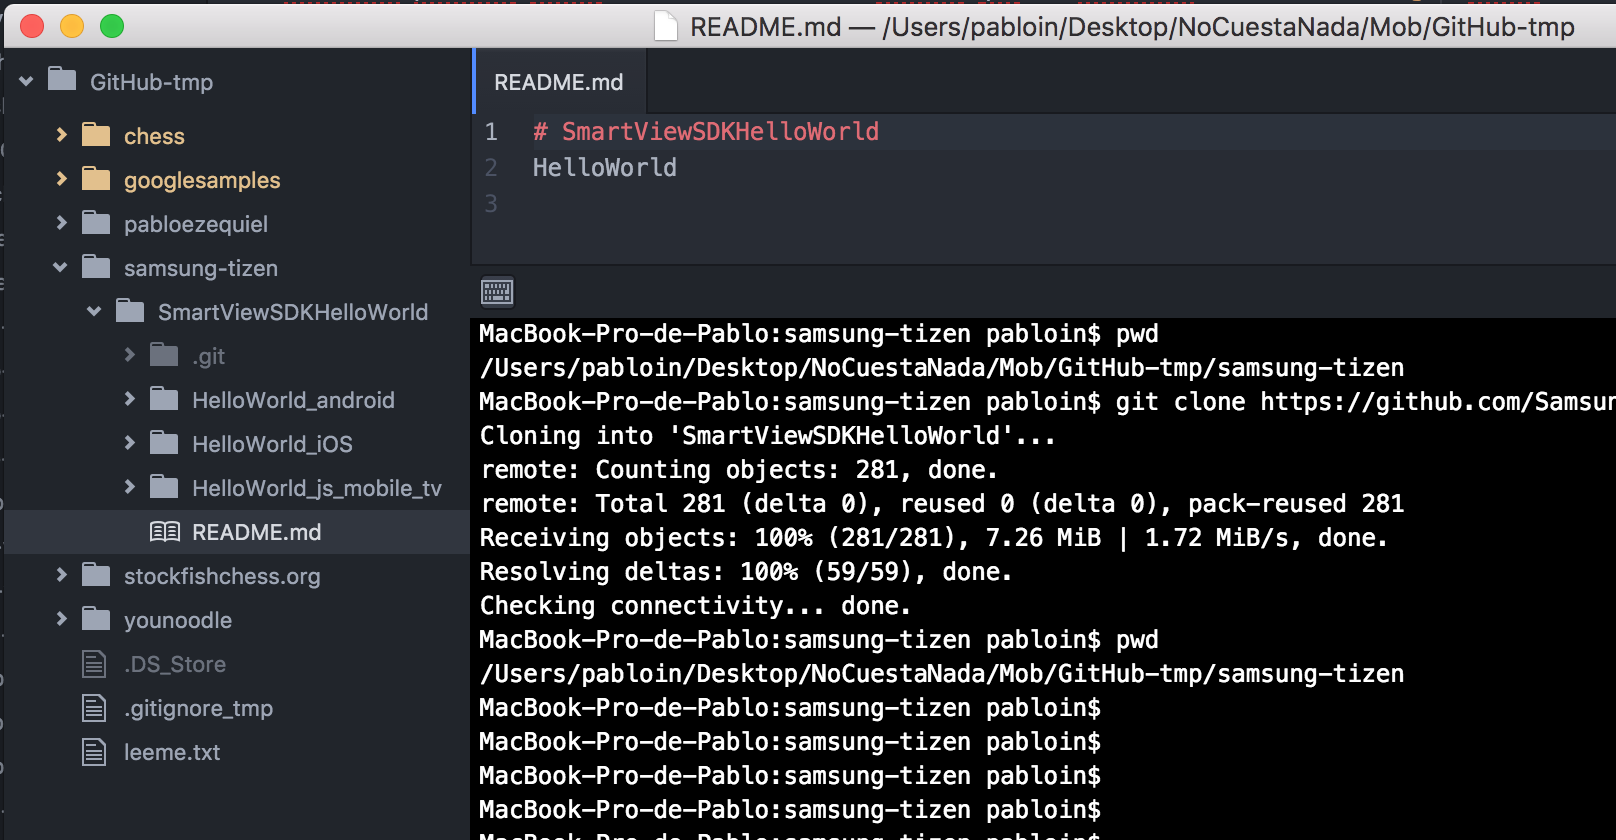 README.md — /Users/pabloin/Desktop/NoCuestaNada/Mob/GitHub-tmp
GitHub-tmp
chess
googlesamples
pabloezequiel
samsung-tizen
SmartViewSDKHelloWorld
.git
HelloWorld_android
HelloWorld_iOS
HelloWorld_js_mobile_tv
README.md
stockfishchess.org
younoodle
.DS_Store
.gitignore_tmp
leeme.txt
README.md
1 # SmartViewSDKHelloWorld
2 HelloWorld
3
MacBook-Pro-de-Pablo:samsung-tizen pabloin$ pwd
/Users/pabloin/Desktop/NoCuestaNada/Mob/GitHub-tmp/samsung-tizen
MacBook-Pro-de-Pablo:samsung-tizen pabloin$ git clone https://github.com/Samsun
Cloning into 'SmartViewSDKHelloWorld'...
remote: Counting objects: 281, done.
remote: Total 281 (delta 0), reused 0 (delta 0), pack-reused 281
Receiving objects: 100% (281/281), 7.26 MiB | 1.72 MiB/s, done.
Resolving deltas: 100% (59/59), done.
Checking connectivity... done.
MacBook-Pro-de-Pablo:samsung-tizen pabloin$ pwd
/Users/pabloin/Desktop/NoCuestaNada/Mob/GitHub-tmp/samsung-tizen
MacBook-Pro-de-Pablo:samsung-tizen pabloin$
MacBook-Pro-de-Pablo:samsung-tizen pabloin$
MacBook-Pro-de-Pablo:samsung-tizen pabloin$
MacBook-Pro-de-Pablo:samsung-tizen pabloin$
MacBook-Pro-de-Pablo:samsung-tizen pabloin$